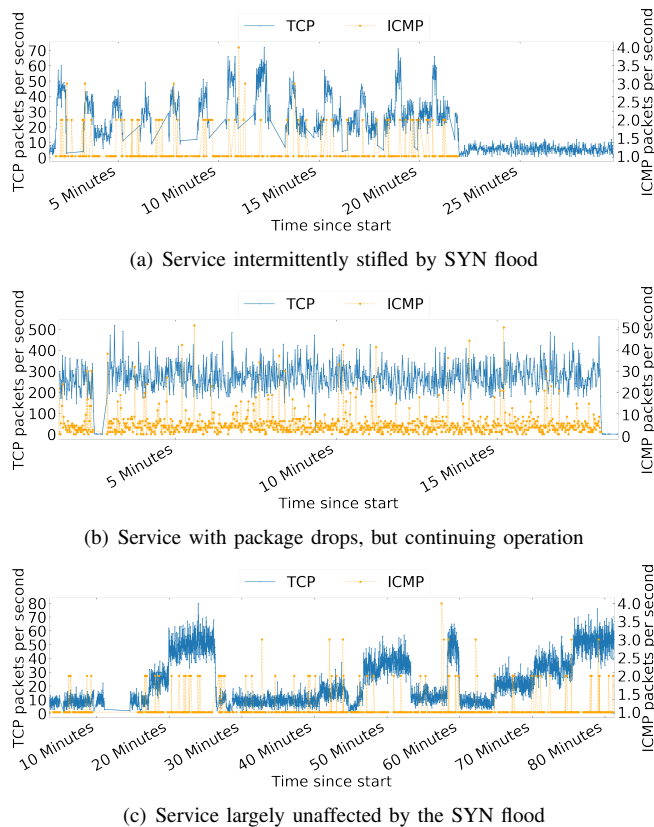 TCP ICMP
TCP packets per second
70
60
50
40
30
20
10
0
4.0
3.5
3.0
2.5
2.0
1.5
1.0
ICMP packets per second
5 Minutes 10 Minutes 15 Minutes 20 Minutes 25 Minutes
Time since start
(a) Service intermittently stifled by SYN flood
TCP ICMP
TCP packets per second
500
400
300
200
100
0
50
40
30
20
10
0
ICMP packets per second
5 Minutes 10 Minutes 15 Minutes
Time since start
(b) Service with package drops, but continuing operation
TCP ICMP
TCP packets per second
80
70
60
50
40
30
20
10
0
4.0
3.5
3.0
2.5
2.0
1.5
1.0
ICMP packets per second
10 Minutes 20 Minutes 30 Minutes 40 Minutes 50 Minutes 60 Minutes 70 Minutes 80 Minutes
Time since start
(c) Service largely unaffected by the SYN flood